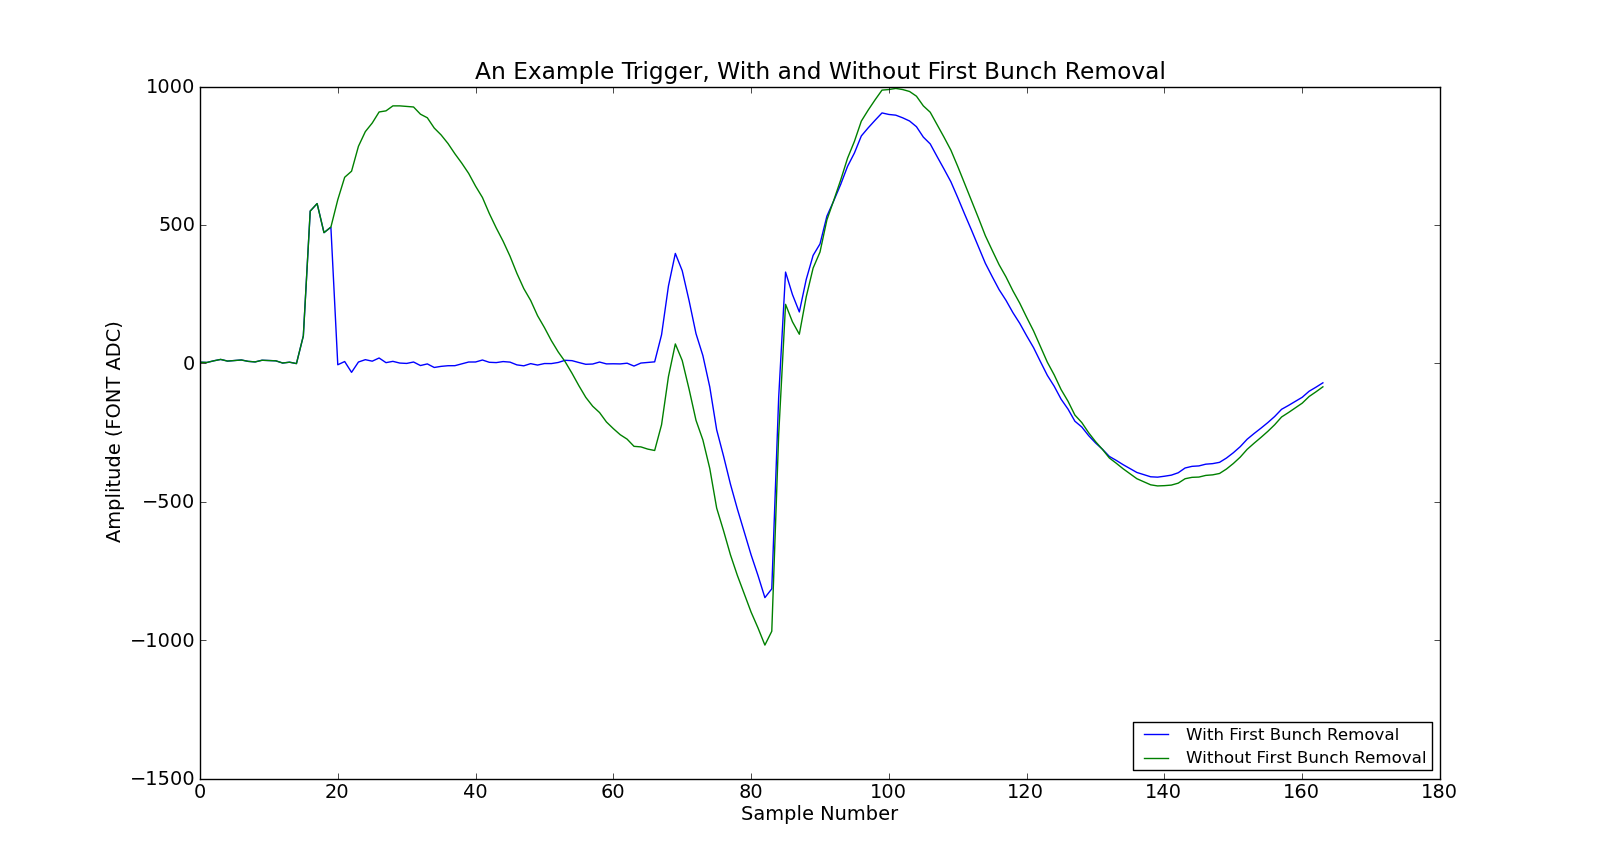 An Example Trigger, With and Without First Bunch Removal
1000
500
0
−500
−1000
−1500
Amplitude (FONT ADC)
0 20 40 60 80 100 120 140 160 180
Sample Number
With First Bunch Removal
Without First Bunch Removal